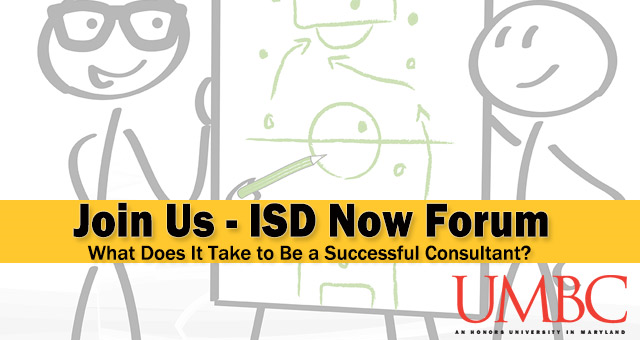 Join Us - ISD Now Forum
What Does It Take to Be a Successful Consultant?
UMBC
AN HONORS UNIVERSITY IN MARYLAND